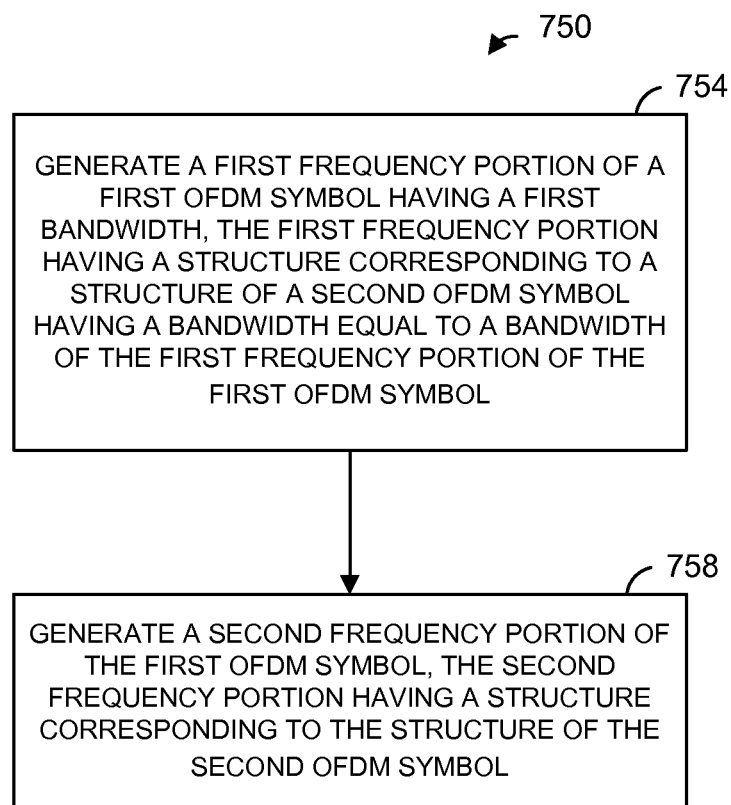 750
754
GENERATE A FIRST FREQUENCY PORTION OF A
FIRST OFDM SYMBOL HAVING A FIRST
BANDWIDTH, THE FIRST FREQUENCY PORTION
HAVING A STRUCTURE CORRESPONDING TO A
STRUCTURE OF A SECOND OFDM SYMBOL
HAVING A BANDWIDTH EQUAL TO A BANDWIDTH
OF THE FIRST FREQUENCY PORTION OF THE
FIRST OFDM SYMBOL
758
GENERATE A SECOND FREQUENCY PORTION OF
THE FIRST OFDM SYMBOL, THE SECOND
FREQUENCY PORTION HAVING A STRUCTURE
CORRESPONDING TO THE STRUCTURE OF THE
SECOND OFDM SYMBOL